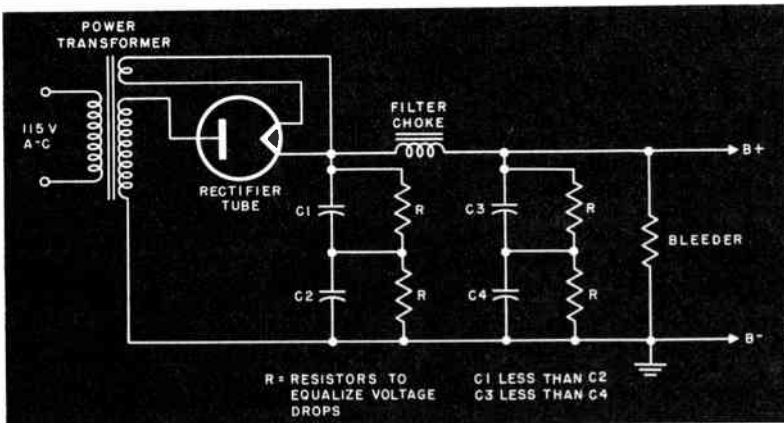 POWER
TRANSFORMER
115 V
A-C
RECTIFIER
TUBE
FILTER
CHOKE
B+
C1
R
C3
R
BLEEDER
C2
R
C4
R
B-
R = RESISTORS TO
EQUALIZE VOLTAGE
DROPS
C1 LESS THAN C2
C3 LESS THAN C4